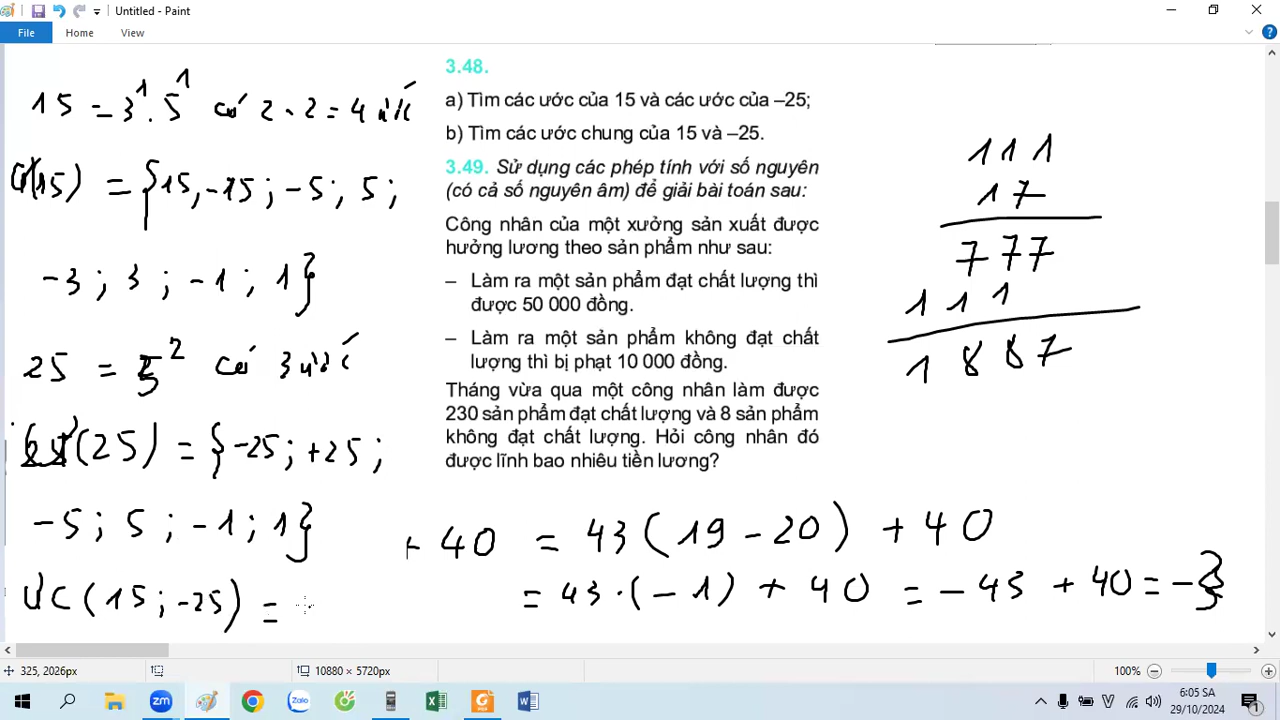 Untitled - Paint
File Home View
15 = 3^1 . 5^1 có 2 . 2 = 4 ước
Ư(15) = {15, -15; -5; 5;
-3; 3; -1; 1}
25 = 5^2 có 3 ước
(25) = {-25; +25;
-5; 5; -1; 1}
ƯC(15; -25) =
3.48.
a) Tìm các ước của 15 và các ước của –25;
b) Tìm các ước chung của 15 và –25.
3.49. Sử dụng các phép tính với số nguyên
(có cả số nguyên âm) để giải bài toán sau:
Công nhân của một xưởng sản xuất được
hưởng lương theo sản phẩm như sau:
– Làm ra một sản phẩm đạt chất lượng thì
được 50 000 đồng.
– Làm ra một sản phẩm không đạt chất
lượng thì bị phạt 10 000 đồng.
Tháng vừa qua một công nhân làm được
230 sản phẩm đạt chất lượng và 8 sản phẩm
không đạt chất lượng. Hỏi công nhân đó
được lĩnh bao nhiêu tiền lương?
+ 40 = 43(19 - 20) + 40
= 43.(-1) + 40 = -43 + 40 = -3
111
17
777
111
1887
325, 2026px
10880 × 5720px
100%
zm
Zalo
6:05 SA
29/10/2024